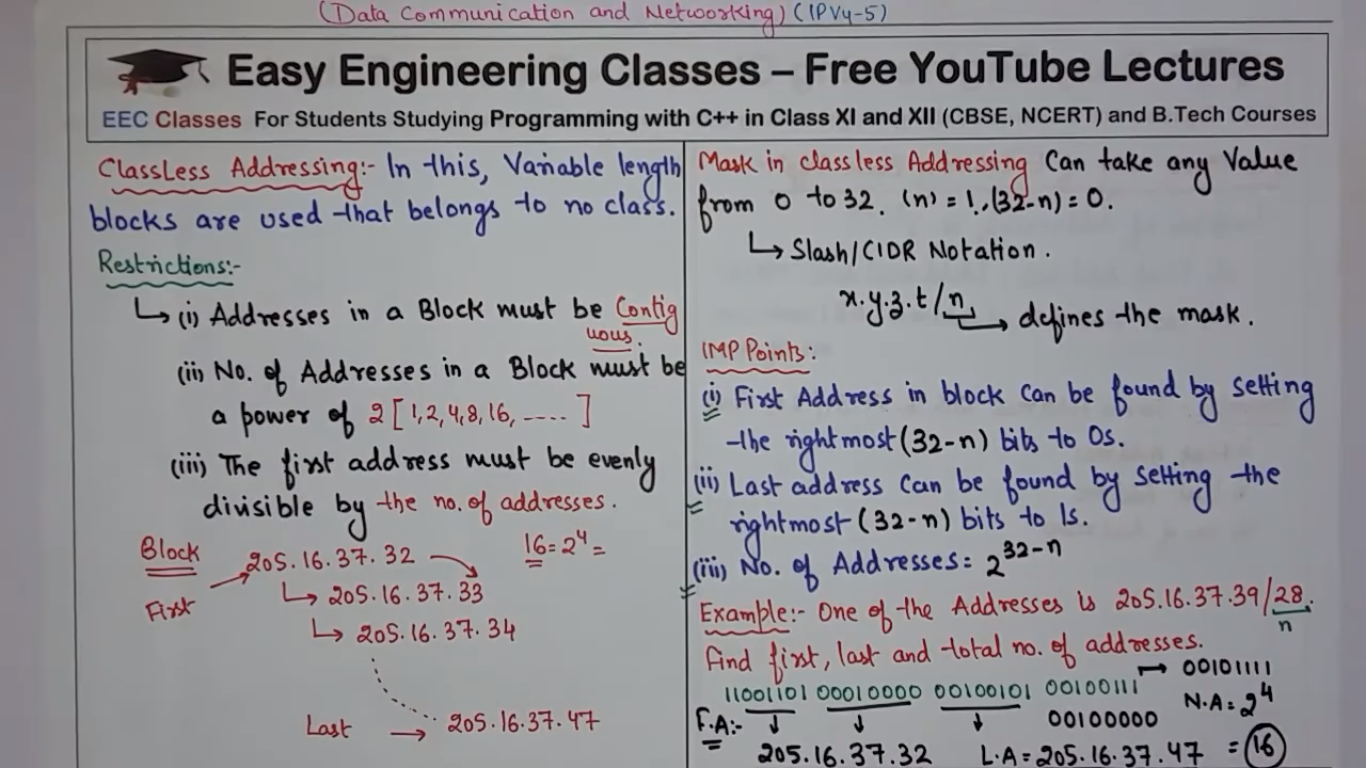 (Data Communication and Networking) (IPV4-5)
Easy Engineering Classes – Free YouTube Lectures
EEC Classes For Students Studying Programming with C++ in Class XI and XII (CBSE, NCERT) and B.Tech Courses
Classless Addressing:- In this, Variable length
blocks are used that belongs to no class.
Restrictions:-
↳ (i) Addresses in a Block must be Contig
uous.
(ii) No. of Addresses in a Block must be
a power of 2 [1,2,4,8,16, ..... ]
(iii) The first address must be evenly
divisible by the no. of addresses.
Block 205.16.37.32 16=2⁴=
First ↳ 205.16.37.33
↳ 205.16.37.34
Last → 205.16.37.47
Mask in classless Addressing Can take any Value
from 0 to 32. (n) = 1. (32-n) = 0.
↳ Slash/CIDR Notation.
x.y.z.t/n → defines the mask.
IMP Points:
(i) First Address in block can be found by setting
the rightmost (32-n) bits to 0s.
(ii) Last address can be found by setting the
rightmost (32-n) bits to 1s.
(iii) No. of Addresses: 2³²⁻ⁿ
Example:- One of the Addresses is 205.16.37.39/28.
n
find first, last and total no. of addresses.
→ 00101111
11001101 00010000 00100101 00100111
N.A = 2⁴
F.A:- ↓ ↓ ↓ 00100000
205.16.37.32 L.A = 205.16.37.47 = 16